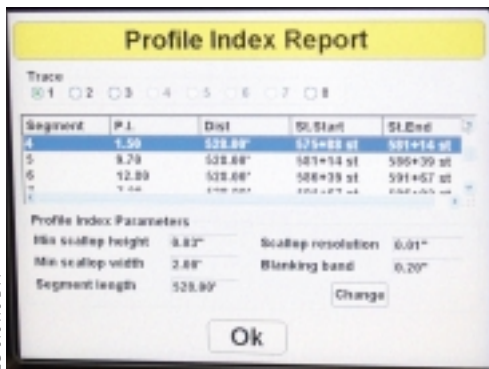 Profile Index Report
Trace
1 2 3 4 5 6 7 8
Segment P.I. Dist St.Start St.End
4 1.50 528.00" 575+88 st 581+14 st
5 9.70 528.00" 581+14 st 586+39 st
6 12.80 528.00" 586+39 st 591+67 st
Profile Index Parameters
Min scallop height 0.03" Scallop resolution 0.01"
Min scallop width 2.00" Blanking band 0.20"
Segment length 528.00'
Change
Ok